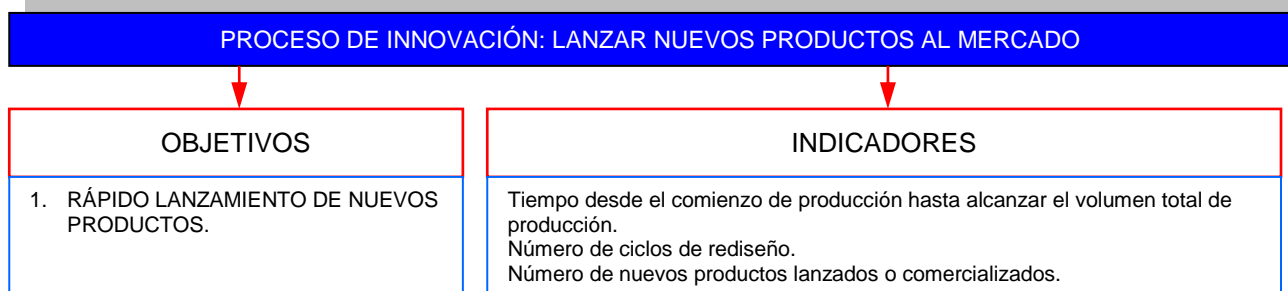 PROCESO DE INNOVACIÓN: LANZAR NUEVOS PRODUCTOS AL MERCADO
OBJETIVOS
INDICADORES
1. RÁPIDO LANZAMIENTO DE NUEVOS
PRODUCTOS.
Tiempo desde el comienzo de producción hasta alcanzar el volumen total de
producción.
Número de ciclos de rediseño.
Número de nuevos productos lanzados o comercializados.